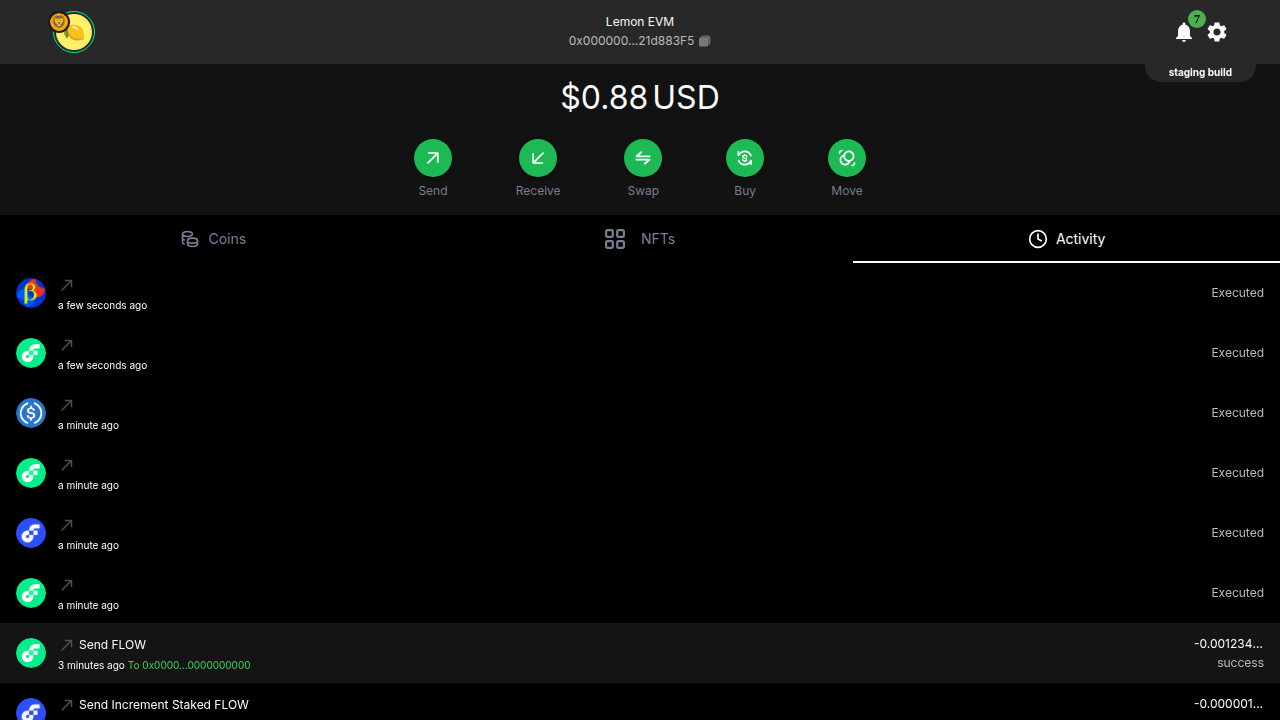 Lemon EVM
0x000000...21d883F5
7
staging build
$0.88 USD
Send
Receive
Swap
Buy
Move
Coins
NFTs
Activity
a few seconds ago
Executed
a few seconds ago
Executed
a minute ago
Executed
a minute ago
Executed
a minute ago
Executed
a minute ago
Executed
Send FLOW
-0.001234...
3 minutes ago To 0x0000...0000000000
success
Send Increment Staked FLOW
-0.000001...